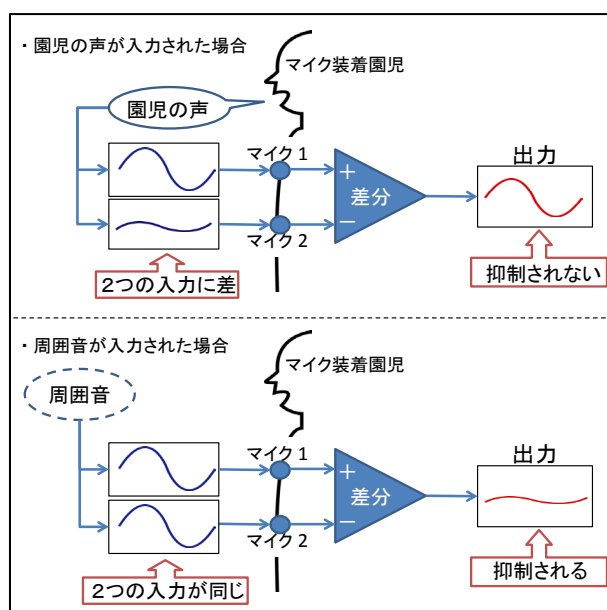 ・園児の声が入力された場合
マイク装着園児
園児の声
マイク 1
出力
＋
差分
－
マイク 2
2つの入力に差
抑制されない
・周囲音が入力された場合
マイク装着園児
周囲音
マイク 1
出力
＋
差分
－
マイク 2
2つの入力が同じ
抑制される